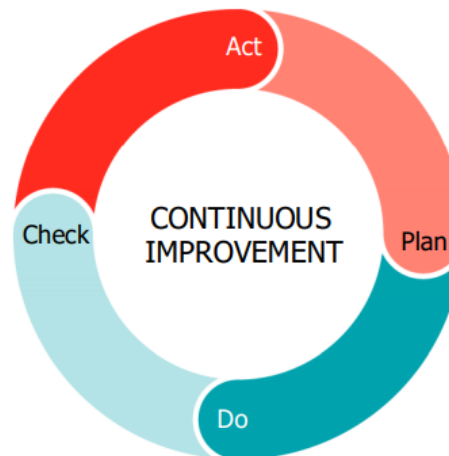 Act
Check
CONTINUOUS
IMPROVEMENT
Plan
Do